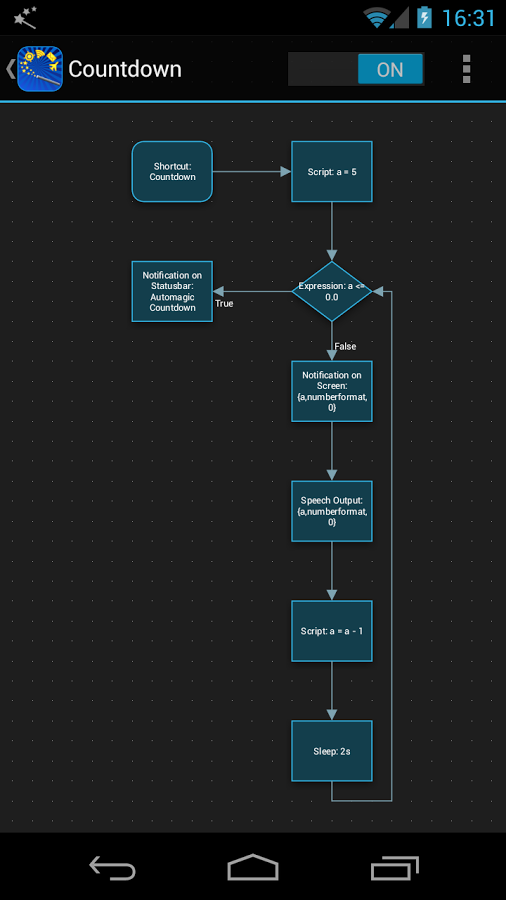 16:31
Countdown
ON
Shortcut:
Countdown
Script: a = 5
Notification on
Statusbar:
Automagic
Countdown
True
Expression: a <=
0.0
False
Notification on
Screen:
{a,numberformat,
0}
Speech Output:
{a,numberformat,
0}
Script: a = a - 1
Sleep: 2s